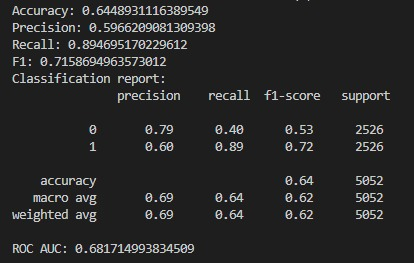 Accuracy: 0.6448931116389549
Precision: 0.5966209081309398
Recall: 0.894695170229612
F1: 0.7158694963573012
Classification report:
precision recall f1-score support
0 0.79 0.40 0.53 2526
1 0.60 0.89 0.72 2526
accuracy 0.64 5052
macro avg 0.69 0.64 0.62 5052
weighted avg 0.69 0.64 0.62 5052
ROC AUC: 0.681714993834509